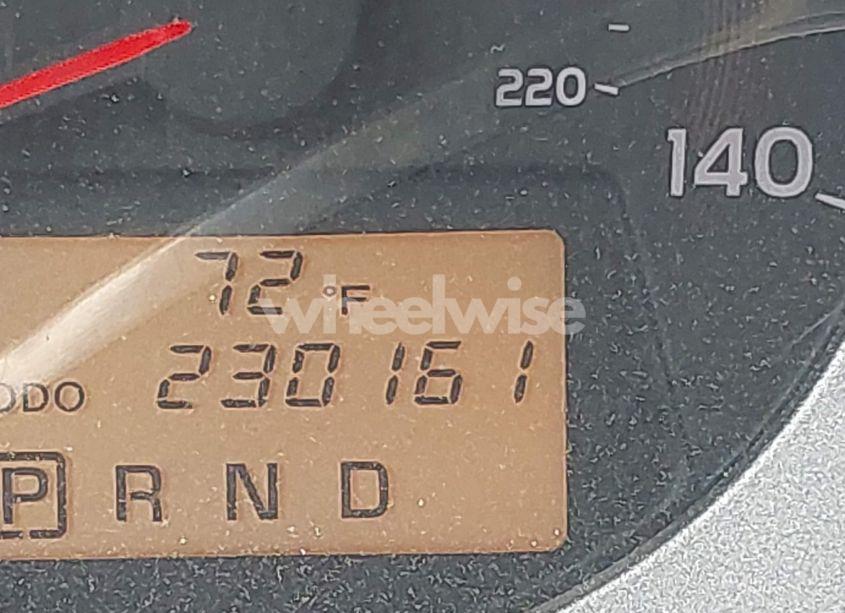 220
140
72°F
wheelwise
ODO 230161
P R N D